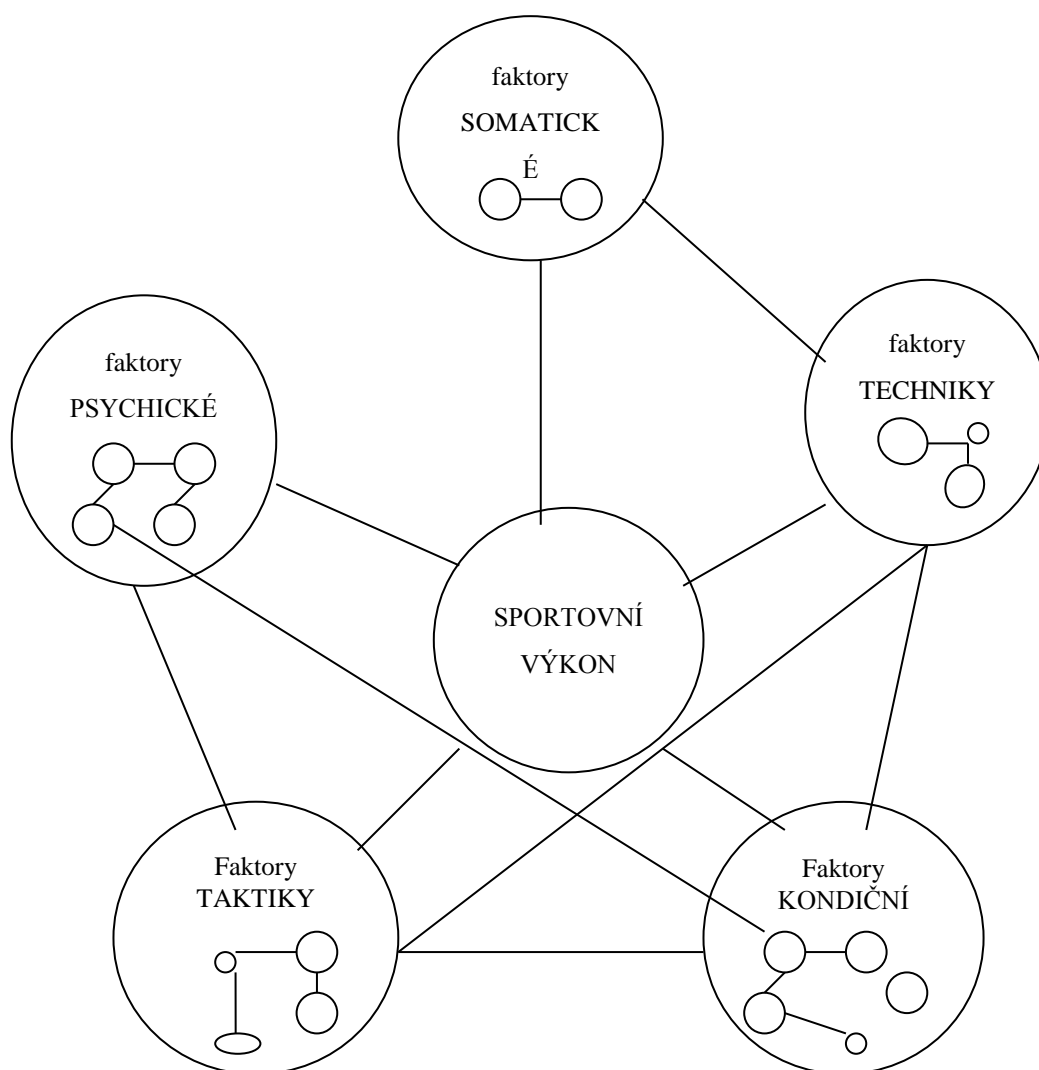 faktory
SOMATICK
É
faktory
TECHNIKY
faktory
PSYCHICKÉ
SPORTOVNÍ
VÝKON
Faktory
TAKTIKY
Faktory
KONDIČNÍ